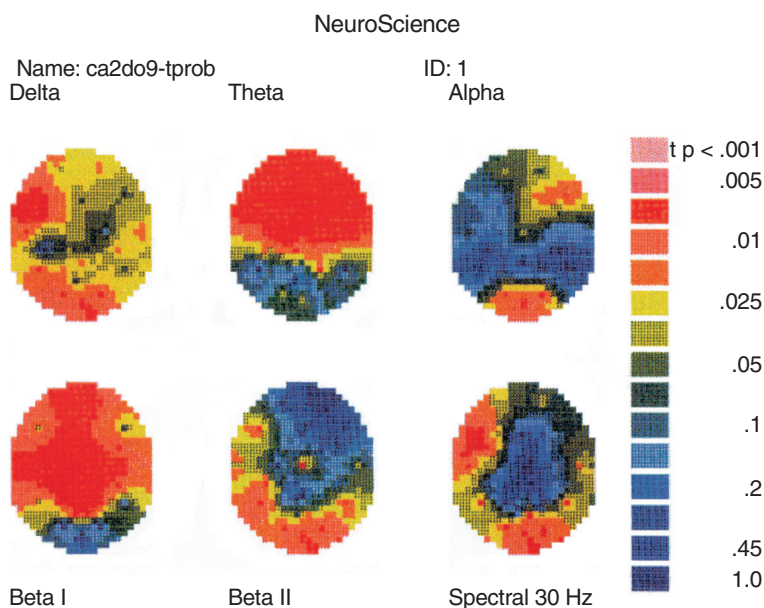 NeuroScience
Name: ca2do9-tprob ID: 1
Delta Theta Alpha
t p < .001
.005
.01
.025
.05
.1
.2
.45
1.0
Beta I Beta II Spectral 30 Hz